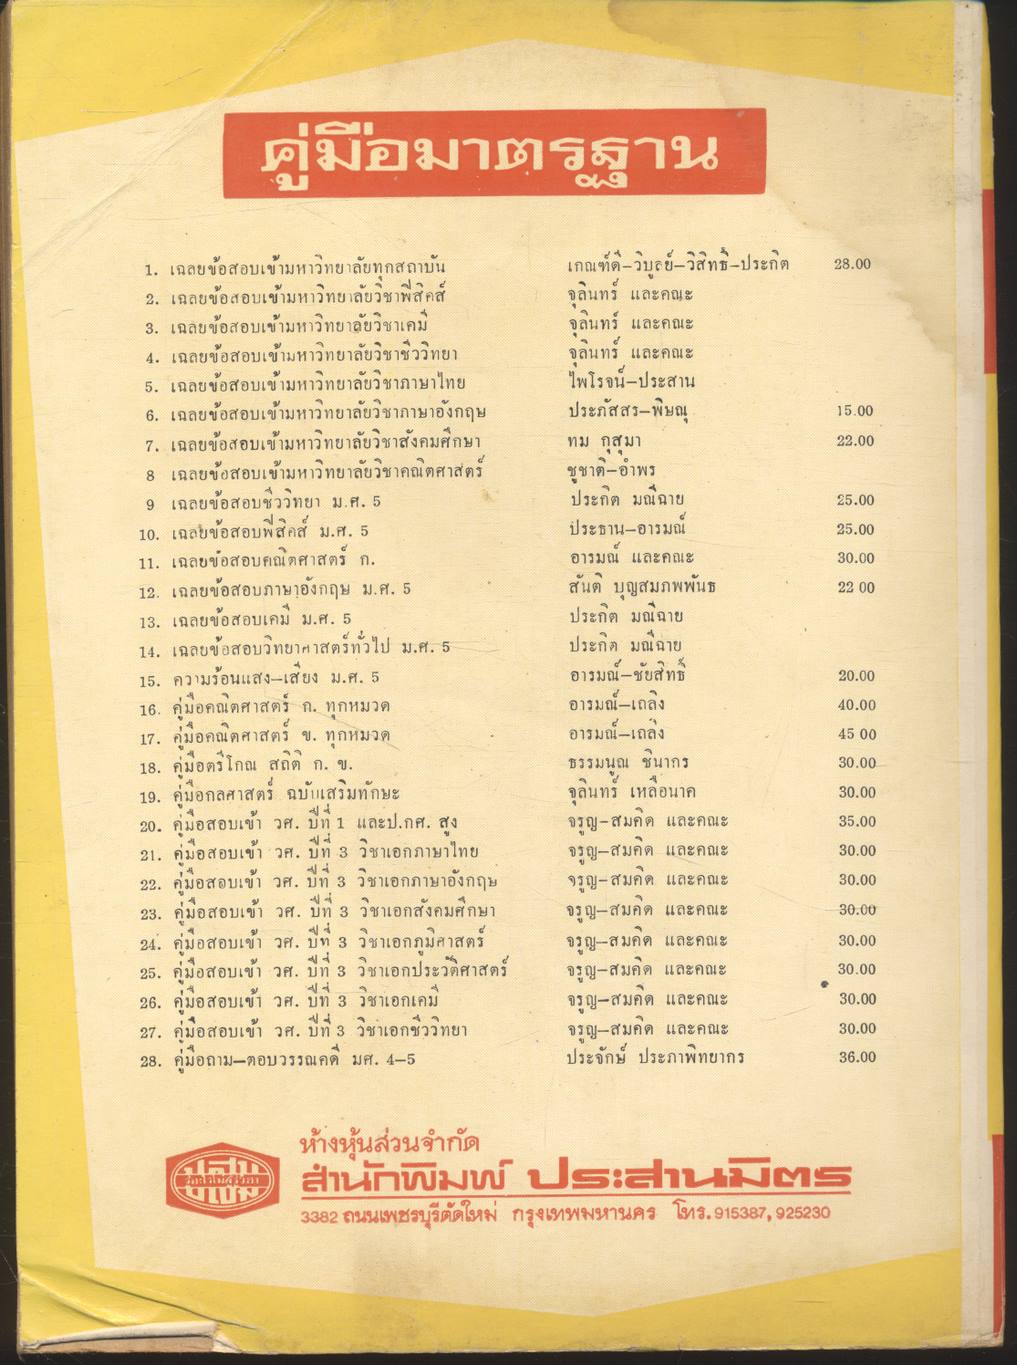 คู่มือมาตรฐาน
1. เฉลยข้อสอบเข้ามหาวิทยาลัยทุกสถาบัน เกณฑ์ดี–วิบูลย์–วิสิทธิ์–ประกิต 28.00
2. เฉลยข้อสอบเข้ามหาวิทยาลัยวิชาฟิสิคส์ จุลินทร์ และคณะ
3. เฉลยข้อสอบเข้ามหาวิทยาลัยวิชาเคมี จุลินทร์ และคณะ
4. เฉลยข้อสอบเข้ามหาวิทยาลัยวิชาชีววิทยา จุลินทร์ และคณะ
5. เฉลยข้อสอบเข้ามหาวิทยาลัยวิชาภาษาไทย ไพโรจน์–ประสาน
6. เฉลยข้อสอบเข้ามหาวิทยาลัยวิชาภาษาอังกฤษ ประภัสสร–พิษณุ 15.00
7. เฉลยข้อสอบเข้ามหาวิทยาลัยวิชาสังคมศึกษา ทม กุสุมา 22.00
8 เฉลยข้อสอบเข้ามหาวิทยาลัยวิชาคณิตศาสตร์ ชูชาติ–อำพร
9 เฉลยข้อสอบชีววิทยา ม.ศ. 5 ประกิต มณีฉาย 25.00
10. เฉลยข้อสอบฟิสิคส์ ม.ศ. 5 ประธาน–อารมณ์ 25.00
11. เฉลยข้อสอบคณิตศาสตร์ ก. อารมณ์ และคณะ 30.00
12. เฉลยข้อสอบภาษาอังกฤษ ม.ศ. 5 สันติ บุญสมภพพันธ 22 00
13. เฉลยข้อสอบเคมี ม.ศ. 5 ประกิต มณีฉาย
14. เฉลยข้อสอบวิทยาศาสตร์ทั่วไป ม.ศ. 5 ประกิต มณีฉาย
15. ความร้อนแสง–เสียง ม.ศ. 5 อารมณ์–ชัยสิทธิ์ 20.00
16. คู่มือคณิตศาสตร์ ก. ทุกหมวด อารมณ์–เถลิง 40.00
17. คู่มือคณิตศาสตร์ ข. ทุกหมวด อารมณ์–เถลิง 45 00
18. คู่มือตรีโกณ สถิติ ก. ข. ธรรมนูณ ชินากร 30.00
19. คู่มือกลศาสตร์ ฉบับเสริมทักษะ จุลินทร์ เหลือนาค 30.00
20. คู่มือสอบเข้า วศ. ปีที่ 1 และป.กศ. สูง จรูญ–สมคิด และคณะ 35.00
21. คู่มือสอบเข้า วศ. ปีที่ 3 วิชาเอกภาษาไทย จรูญ–สมคิด และคณะ 30.00
22. คู่มือสอบเข้า วศ. ปีที่ 3 วิชาเอกภาษาอังกฤษ จรูญ–สมคิด และคณะ 30.00
23. คู่มือสอบเข้า วศ. ปีที่ 3 วิชาเอกสังคมศึกษา จรูญ–สมคิด และคณะ 30.00
24. คู่มือสอบเข้า วศ. ปีที่ 3 วิชาเอกภูมิศาสตร์ จรูญ–สมคิด และคณะ 30.00
25. คู่มือสอบเข้า วศ. ปีที่ 3 วิชาเอกประวัติศาสตร์ จรูญ–สมคิด และคณะ 30.00
26. คู่มือสอบเข้า วศ. ปีที่ 3 วิชาเอกเคมี จรูญ–สมคิด และคณะ 30.00
27. คู่มือสอบเข้า วศ. ปีที่ 3 วิชาเอกชีววิทยา จรูญ–สมคิด และคณะ 30.00
28. คู่มือถาม–ตอบวรรณคดี มศ. 4–5 ประจักษ์ ประภาพิทยากร 36.00
ห้างหุ้นส่วนจำกัด
สำนักพิมพ์ ประสานมิตร
3382 ถนนเพชรบุรีตัดใหม่ กรุงเทพมหานคร โทร. 915387, 925230